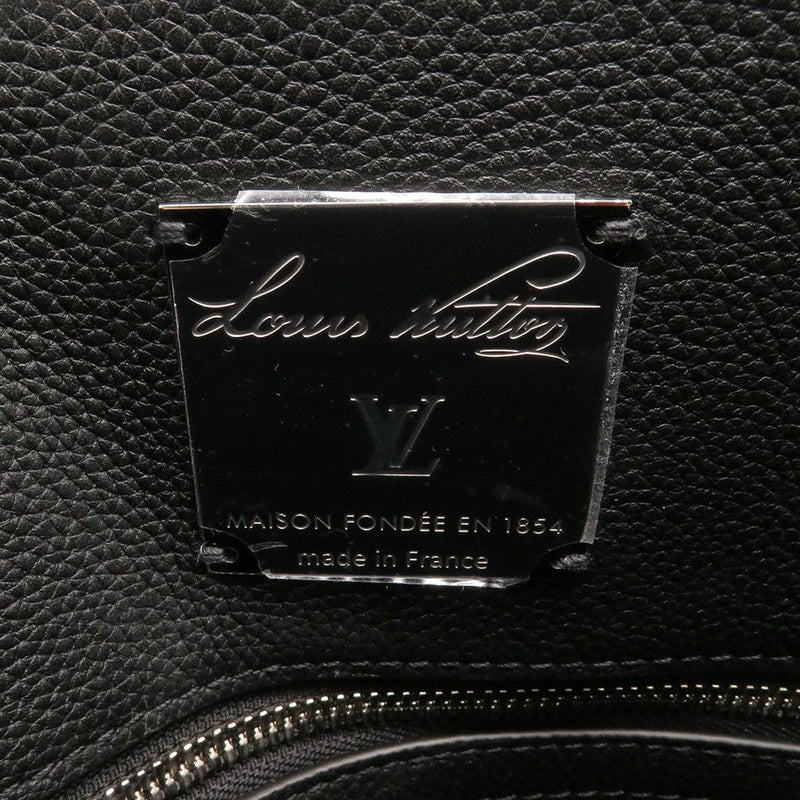 Louis Vuitton
LV
MAISON FONDÉE EN 1854
made in France